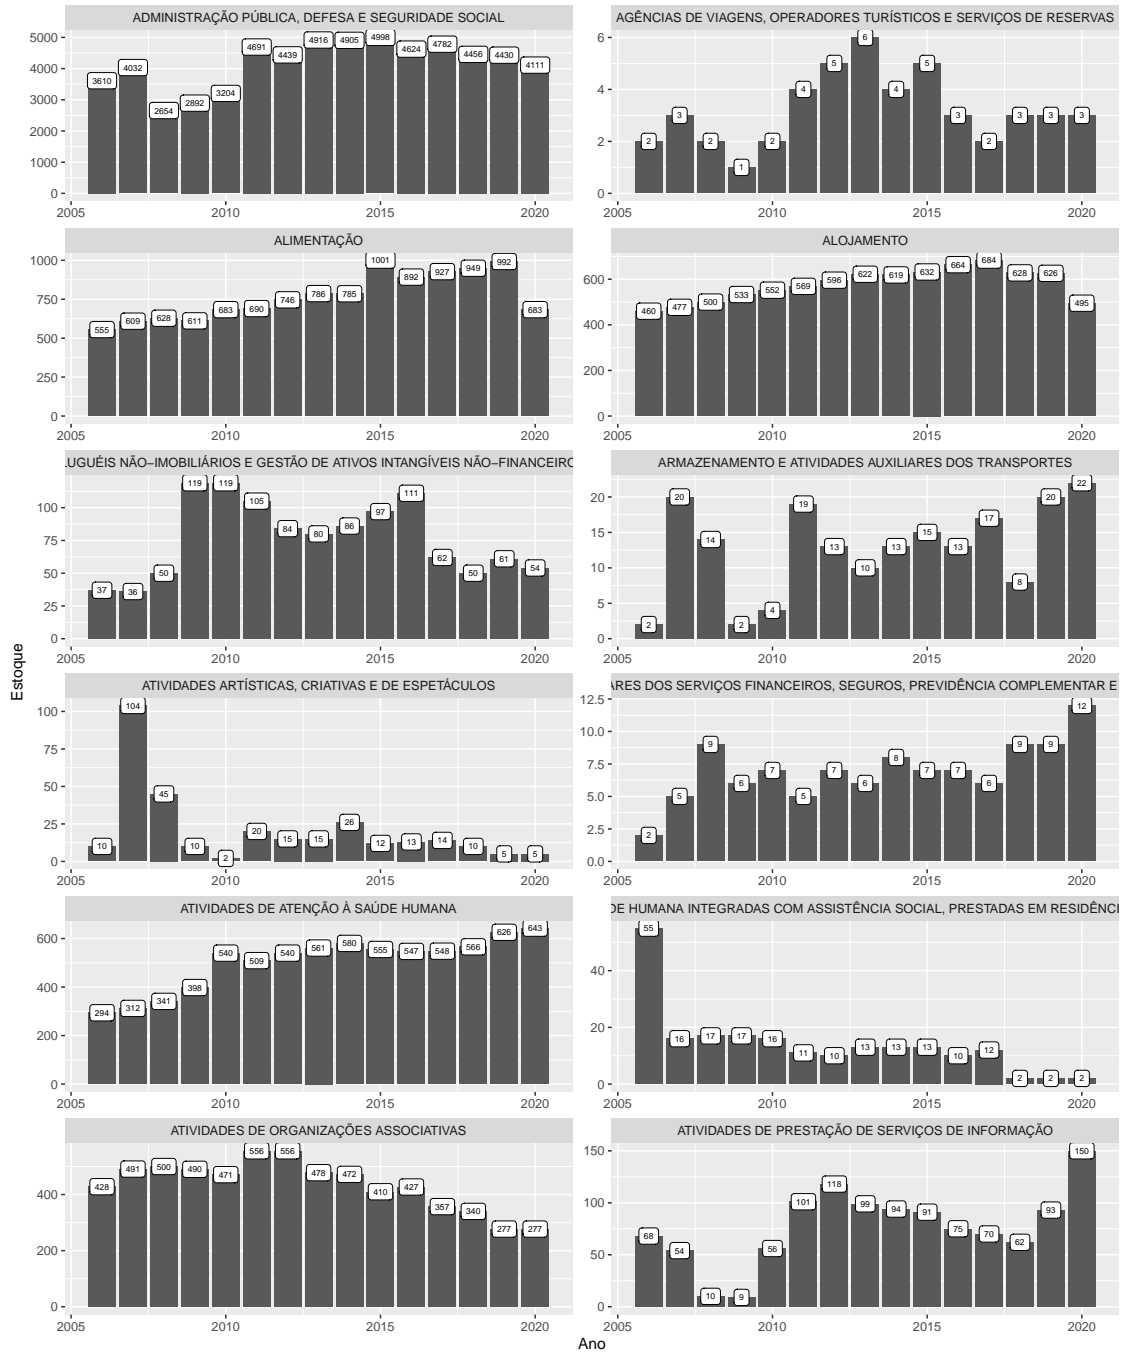 ADMINISTRAÇÃO PÚBLICA, DEFESA E SEGURIDADE SOCIAL
5000
4000
3000
2000
1000
0
3610 4032 2654 2892 3204 4691 4439 4916 4905 4998 4624 4782 4456 4430 4111
2005 2010 2015 2020
AGÊNCIAS DE VIAGENS, OPERADORES TURÍSTICOS E SERVIÇOS DE RESERVAS
6
4
2
0
2 3 2 1 2 4 5 6 4 5 3 2 3 3 3
2005 2010 2015 2020
ALIMENTAÇÃO
1000
750
500
250
0
555 609 628 611 683 690 746 786 785 1001 892 927 949 992 683
2005 2010 2015 2020
ALOJAMENTO
600
400
200
0
460 477 500 533 552 569 596 622 619 632 664 684 628 626 495
2005 2010 2015 2020
LUGUÉIS NÃO–IMOBILIÁRIOS E GESTÃO DE ATIVOS INTANGÍVEIS NÃO–FINANCEIRO
100
75
50
25
0
37 36 50 119 119 105 84 80 86 97 111 62 50 61 54
2005 2010 2015 2020
ARMAZENAMENTO E ATIVIDADES AUXILIARES DOS TRANSPORTES
20
15
10
5
0
2 20 14 2 4 19 13 10 13 15 13 17 8 20 22
2005 2010 2015 2020
ATIVIDADES ARTÍSTICAS, CRIATIVAS E DE ESPETÁCULOS
100
75
50
25
0
10 104 45 10 2 20 15 15 26 12 13 14 10 5 5
2005 2010 2015 2020
ARES DOS SERVIÇOS FINANCEIROS, SEGUROS, PREVIDÊNCIA COMPLEMENTAR E
12.5
10.0
7.5
5.0
2.5
0.0
2 5 9 6 7 5 7 6 8 7 7 6 9 9 12
2005 2010 2015 2020
ATIVIDADES DE ATENÇÃO À SAÚDE HUMANA
600
400
200
0
294 312 341 398 540 509 540 561 580 555 547 548 566 626 643
2005 2010 2015 2020
DE HUMANA INTEGRADAS COM ASSISTÊNCIA SOCIAL, PRESTADAS EM RESIDÊNCI
40
20
0
55 16 17 17 16 11 10 13 13 13 10 12 2 2 2
2005 2010 2015 2020
ATIVIDADES DE ORGANIZAÇÕES ASSOCIATIVAS
400
200
0
428 491 500 490 471 556 556 478 472 410 427 357 340 277 277
2005 2010 2015 2020
ATIVIDADES DE PRESTAÇÃO DE SERVIÇOS DE INFORMAÇÃO
150
100
50
0
68 54 10 9 56 101 118 99 94 91 75 70 62 93 150
2005 2010 2015 2020
Estoque
Ano